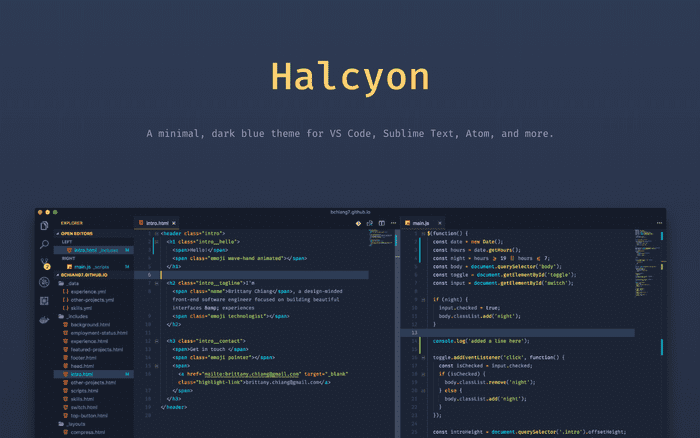 Halcyon
A minimal, dark blue theme for VS Code, Sublime Text, Atom, and more.
bchiang7.github.io
EXPLORER
OPEN EDITORS
LEFT
intro.html _includes M
RIGHT
main.js _scripts M
BCHIANG7.GITHUB.IO
_data
experience.yml
other-projects.yml
skills.yml
_includes
background.html
employment-status.html
experience.html
featured-projects.html
footer.html
head.html
intro.html M
other-projects.html
scripts.html
skills.html
switch.html
top-button.html
_layouts
compress.html
intro.html
<header class="intro">
<h1 class="intro__hello">
<span>Hello!</span>
<span class="emoji wave-hand animated"></span>
</h1>
<h2 class="intro__tagline">I'm
<span class="name">Brittany Chiang</span>, a design-minded
front-end software engineer focused on building beautiful
interfaces &amp; experiences
<span class="emoji technologist"></span>
</h2>
<h3 class="intro__contact">
<span>Get in touch </span>
<span class="emoji pointer"></span>
<span>
<a href="mailto:brittany.chiang@gmail.com" target="_blank"
class="highlight-link">brittany.chiang@gmail.com</a>
</span>
</h3>
</header>
main.js
$(function() {
const date = new Date();
const hours = date.getHours();
const night = hours ≥ 19 || hours ≤ 7;
const body = document.querySelector('body');
const toggle = document.getElementById('toggle');
const input = document.getElementById('switch');
if (night) {
input.checked = true;
body.classList.add('night');
}
console.log('added a line here');
toggle.addEventListener('click', function() {
const isChecked = input.checked;
if (isChecked) {
body.classList.remove('night');
} else {
body.classList.add('night');
}
});
const introHeight = document.querySelector('.intro').offsetHeight;